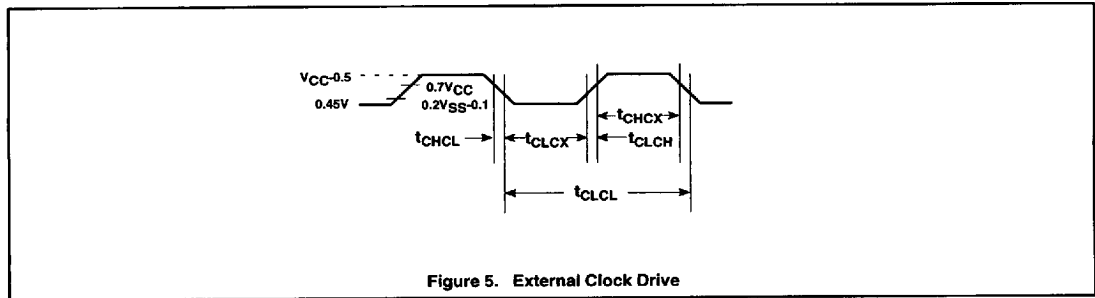 VCC-0.5
0.7VCC
0.45V
0.2VSS-0.1
tCHCX
tCHCL
tCLCX
tCLCH
tCLCL
Figure 5. External Clock Drive